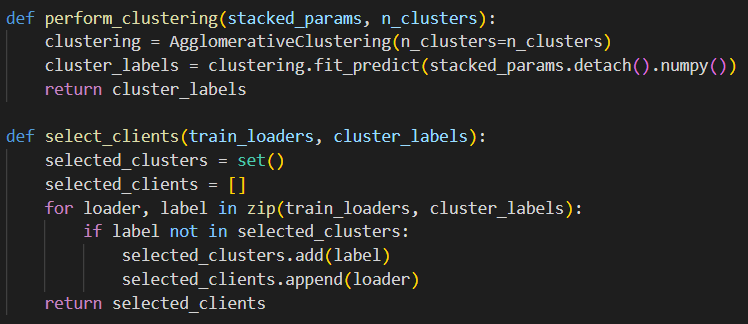 def perform_clustering(stacked_params, n_clusters):
    clustering = AgglomerativeClustering(n_clusters=n_clusters)
    cluster_labels = clustering.fit_predict(stacked_params.detach().numpy())
    return cluster_labels

def select_clients(train_loaders, cluster_labels):
    selected_clusters = set()
    selected_clients = []
    for loader, label in zip(train_loaders, cluster_labels):
        if label not in selected_clusters:
            selected_clusters.add(label)
            selected_clients.append(loader)
    return selected_clients